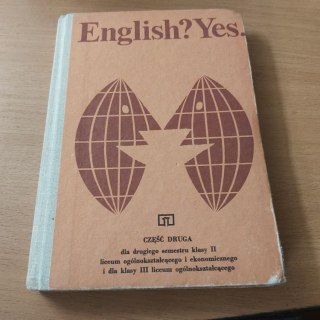 English? Yes.
CZĘŚĆ DRUGA
dla drugiego semestru klasy II
liceum ogólnokształcącego i ekonomicznego
i dla klasy III liceum ogólnokształcącego